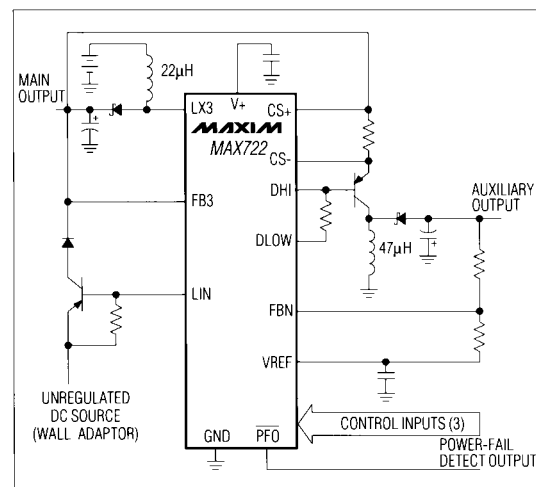 22μH
MAIN
OUTPUT
LX3
V+
CS+
MAXIM
MAX722
CS-
DHI
AUXILIARY
OUTPUT
FB3
DLOW
47μH
LIN
FBN
VREF
UNREGULATED
DC SOURCE
(WALL ADAPTOR)
CONTROL INPUTS (3)
GND
PFO
POWER-FAIL
DETECT OUTPUT